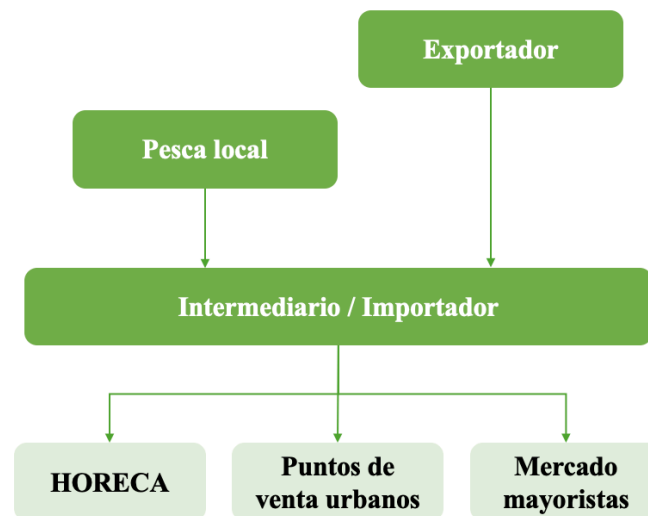 Exportador
Pesca local
Intermediario / Importador
HORECA
Puntos de
venta urbanos
Mercado
mayoristas